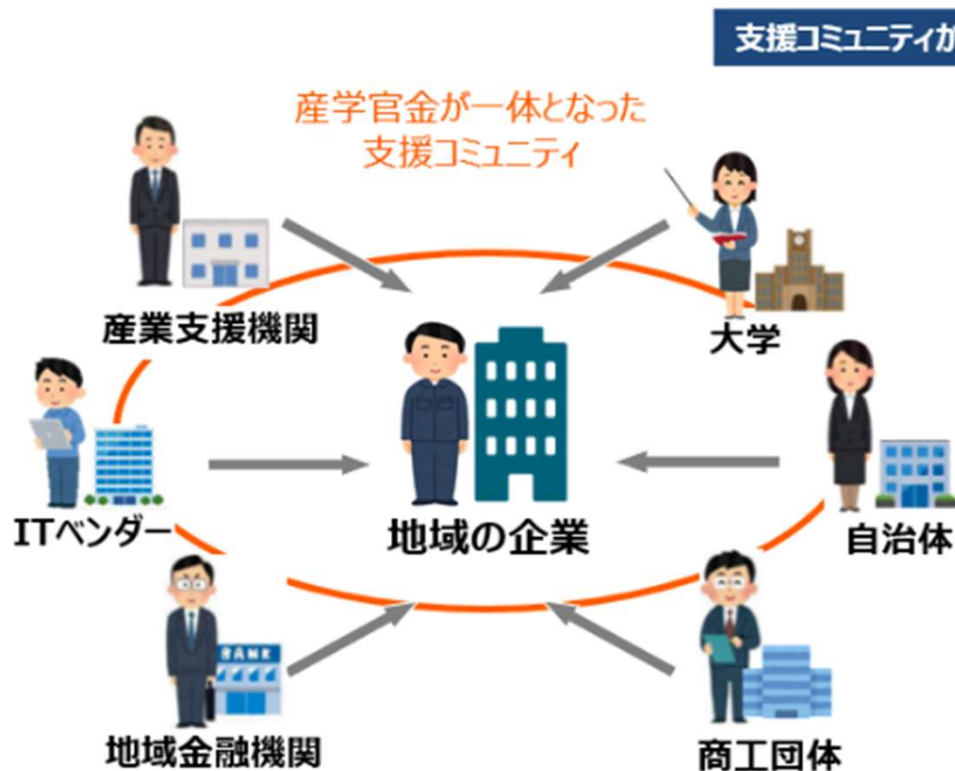 支援コミュニティが
産学官金が一体となった
支援コミュニティ
産業支援機関
大学
ITベンダー
地域の企業
自治体
BANK
地域金融機関
商工団体